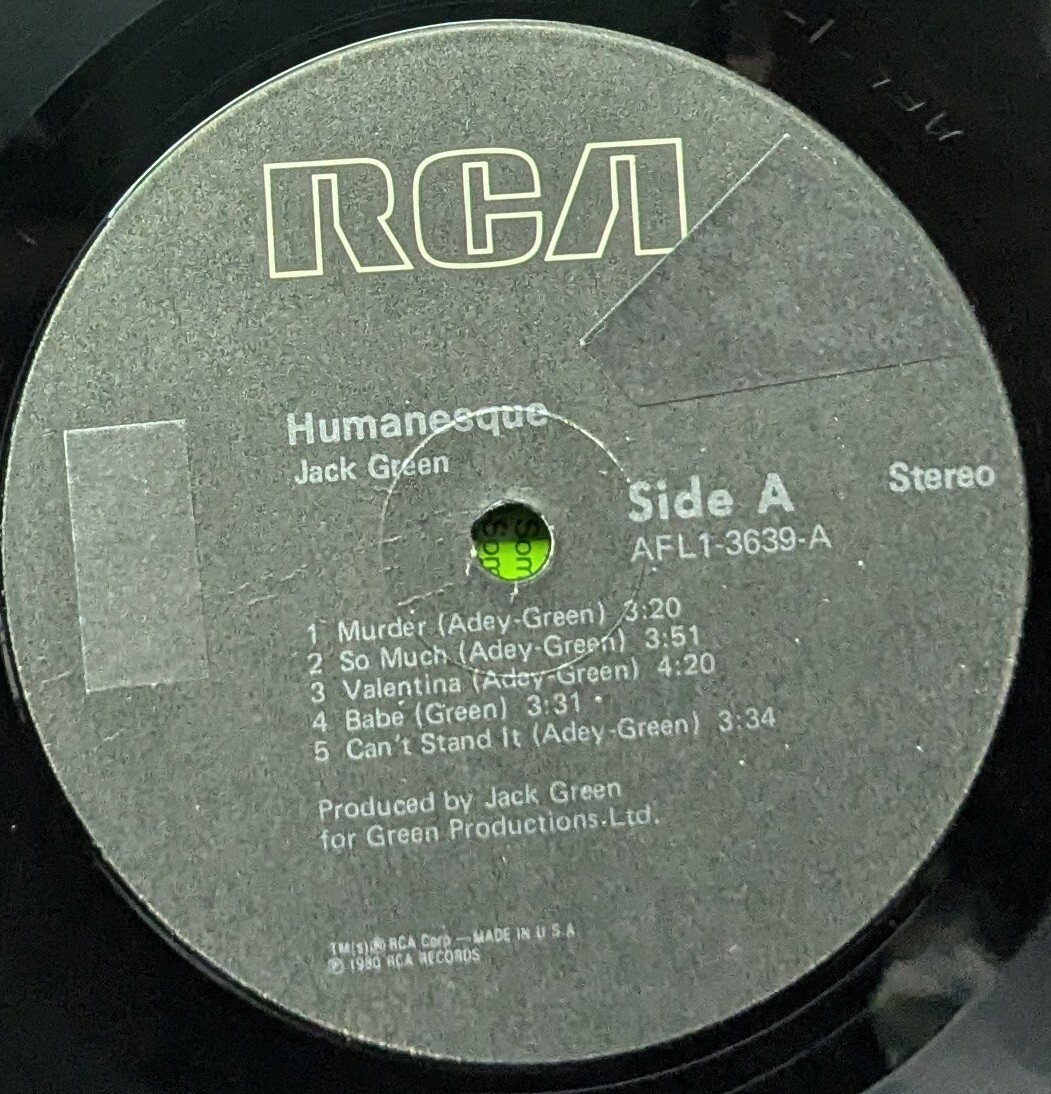 RCA
Humanesque
Jack Green
Side A
Stereo
AFL1-3639-A
1 Murder (Adey-Green) 3:20
2 So Much (Adey-Green) 3:51
3 Valentina (Adey-Green) 4:20
4 Babe (Green) 3:31
5 Can't Stand It (Adey-Green) 3:34
Produced by Jack Green
for Green Productions Ltd.
TM(s)® RCA Corp — MADE IN U.S.A
℗ 1980 RCA RECORDS
Som
Som